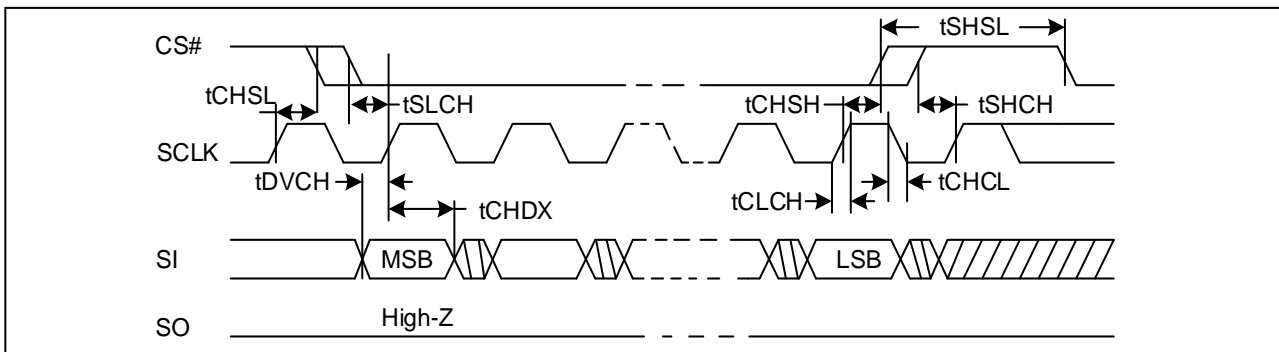 tSHSL
CS#
tCHSL
tSLCH
tCHSH
tSHCH
SCLK
tDVCH
tCHCL
tCLCH
tCHDX
SI
MSB
LSB
SO
High-Z